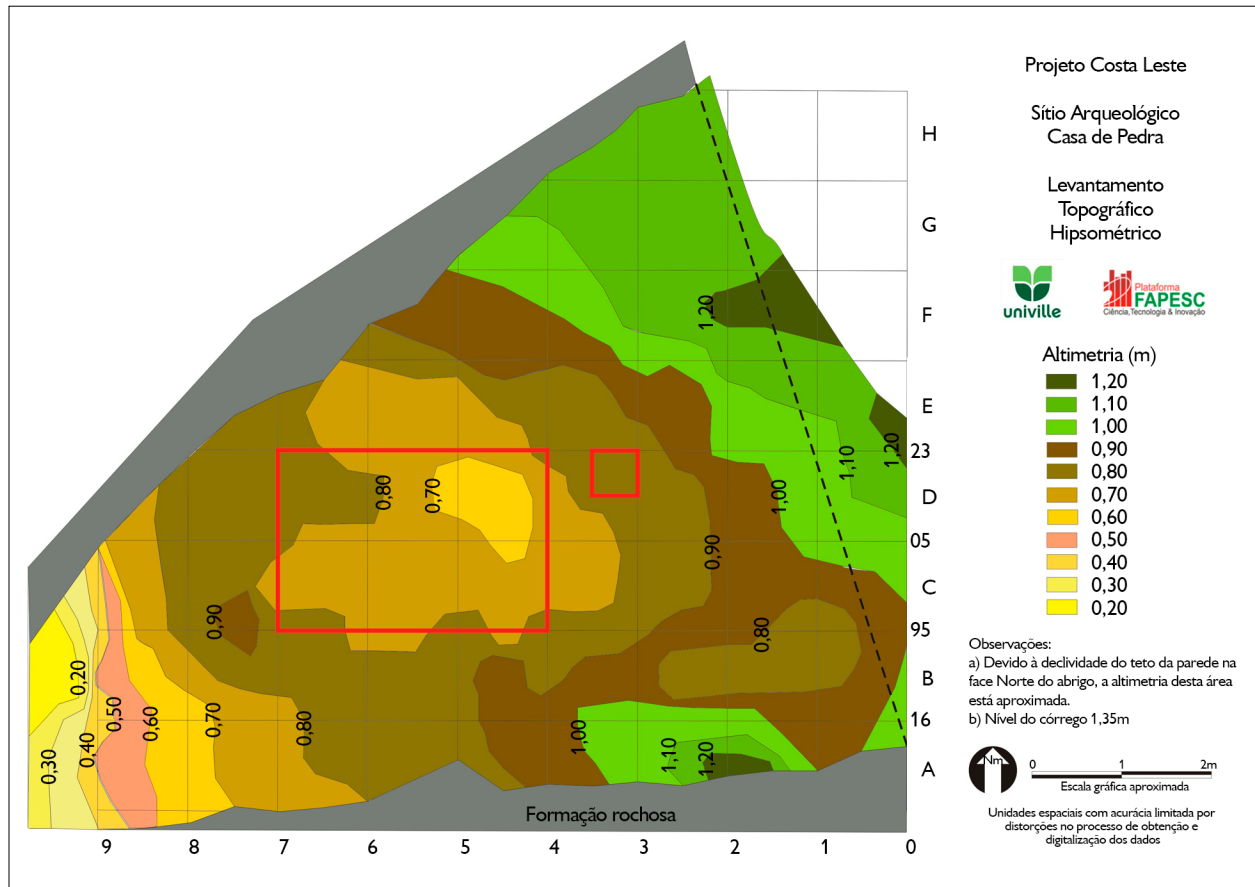 Projeto Costa Leste
Sítio Arqueológico
Casa de Pedra
Levantamento
Topográfico
Hipsométrico
univille
Plataforma
FAPESC
Ciência,Tecnologia & Inovação
Altimetria (m)
1,20
1,10
1,00
0,90
0,80
0,70
0,60
0,50
0,40
0,30
0,20
Observações:
a) Devido à declividade do teto da parede na
face Norte do abrigo, a altimetria desta área
está aproximada.
b) Nível do córrego 1,35m
Nm
0 1 2m
Escala gráfica aproximada
Unidades espaciais com acurácia limitada por
distorções no processo de obtenção e
digitalização dos dados
H
G
F
E
23
D
05
C
95
B
16
A
1,20
1,20
1,10
1,00
0,90
0,80
0,70
0,80
0,90
0,20
0,50
0,60
0,70
0,80
0,40
0,30
1,00
1,10
1,20
Formação rochosa
9 8 7 6 5 4 3 2 1 0